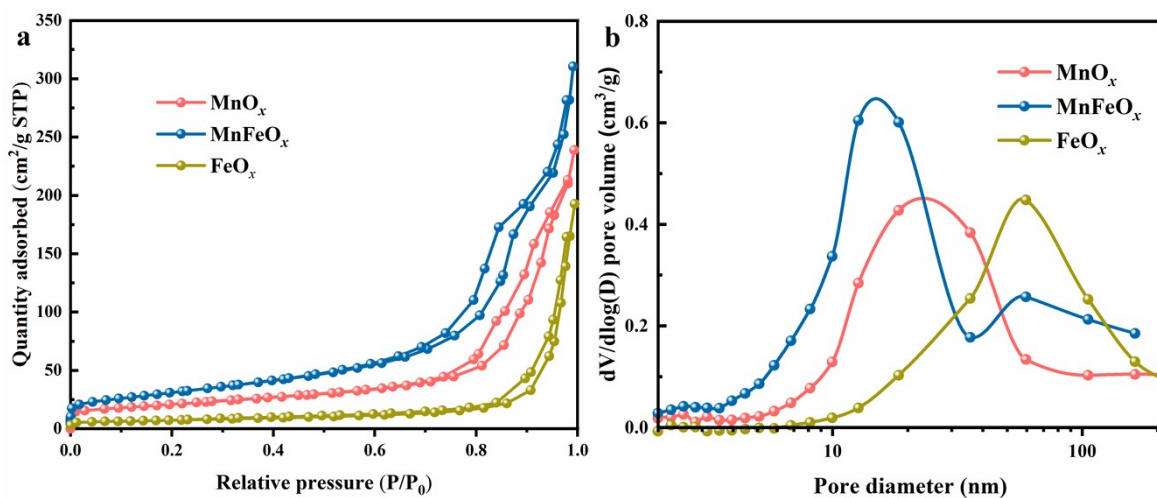 a
Quantity adsorbed (cm²/g STP)
350
300
250
200
150
100
50
0
MnOₓ
MnFeOₓ
FeOₓ
0.0 0.2 0.4 0.6 0.8 1.0
Relative pressure (P/P₀)
b
dV/dlog(D) pore volume (cm³/g)
0.8
0.6
0.4
0.2
0.0
MnOₓ
MnFeOₓ
FeOₓ
10 100
Pore diameter (nm)